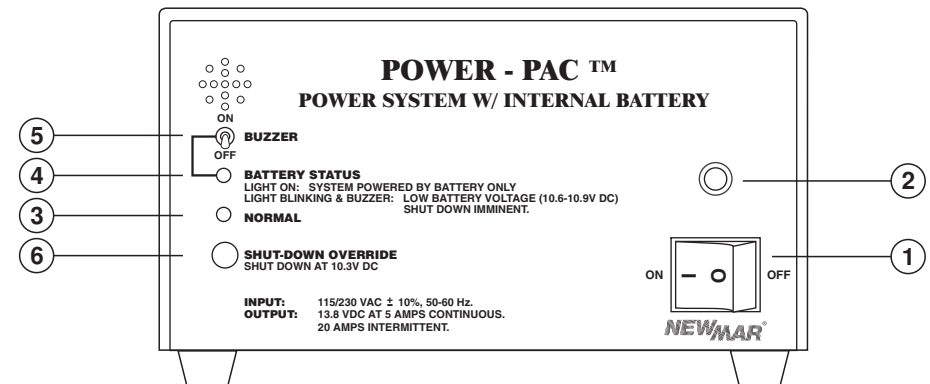 POWER - PAC ™
POWER SYSTEM W/ INTERNAL BATTERY
ON
5
BUZZER
OFF
4
BATTERY STATUS
LIGHT ON: SYSTEM POWERED BY BATTERY ONLY
LIGHT BLINKING & BUZZER: LOW BATTERY VOLTAGE (10.6-10.9V DC)
SHUT DOWN IMMINENT.
2
3
NORMAL
6
SHUT-DOWN OVERRIDE
SHUT DOWN AT 10.3V DC
1
ON
I O
OFF
INPUT: 115/230 VAC ± 10%, 50-60 Hz.
OUTPUT: 13.8 VDC AT 5 AMPS CONTINUOUS.
20 AMPS INTERMITTENT.
NEWMAR®